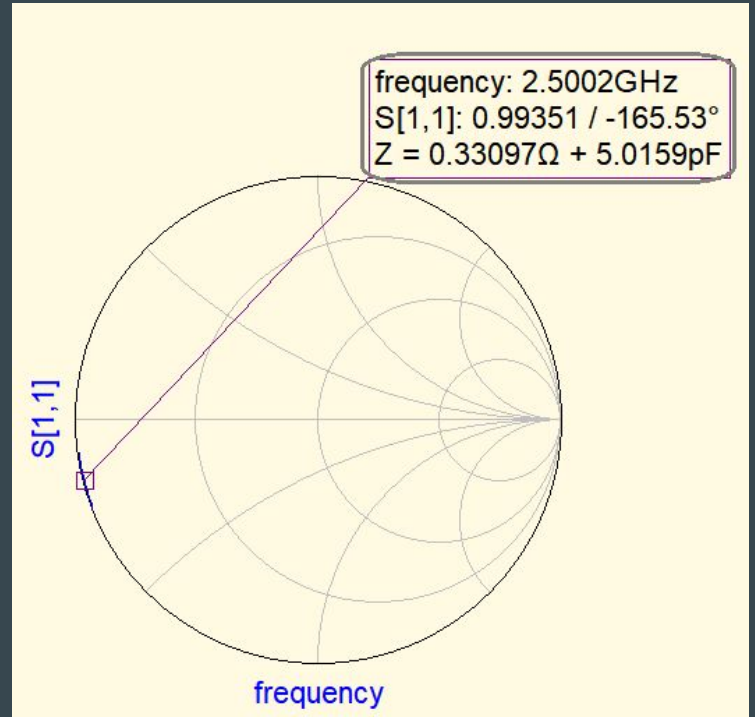 frequency: 2.5002GHz
S[1,1]: 0.99351 / -165.53°
Z = 0.33097Ω + 5.0159pF
S[1,1]
frequency